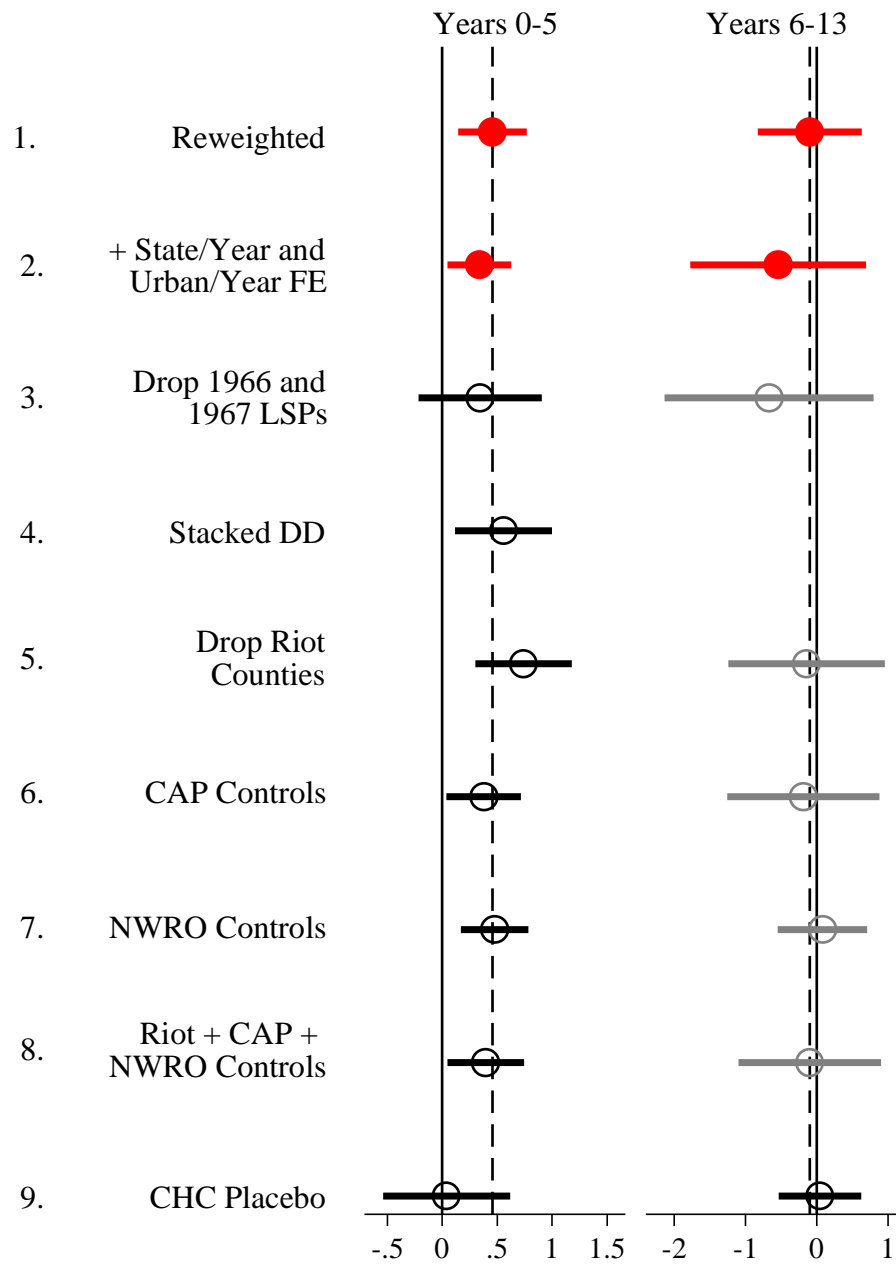 Years 0-5 Years 6-13
1. Reweighted
2. + State/Year and
Urban/Year FE
3. Drop 1966 and
1967 LSPs
4. Stacked DD
5. Drop Riot
Counties
6. CAP Controls
7. NWRO Controls
8. Riot + CAP +
NWRO Controls
9. CHC Placebo
-.5 0 .5 1 1.5 -2 -1 0 1